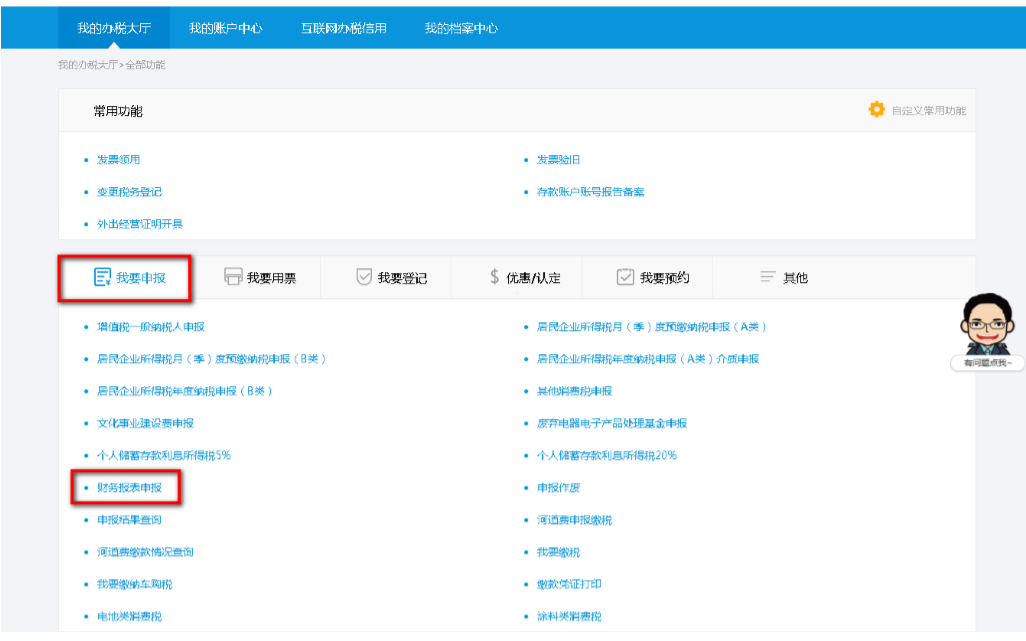 我的办税大厅 我的账户中心 互联网办税信用 我的档案中心
我的办税大厅>全部功能
常用功能 自定义常用功能
发票领用 发票验旧
变更税务登记 存款账户账号报告备案
外出经营证明开具
我要申报 我要用票 我要登记 优惠/认定 我要预约 其他
增值税一般纳税人申报 居民企业所得税月（季）度预缴纳税申报（A类）
居民企业所得税月（季）度预缴纳税申报（B类） 居民企业所得税年度纳税申报（A类）介质申报
居民企业所得税年度纳税申报（B类） 其他消费税申报
文化事业建设费申报 废弃电器电子产品处理基金申报
个人储蓄存款利息所得税5% 个人储蓄存款利息所得税20%
财务报表申报 申报作废
申报结果查询 河道费申报缴税
河道费缴款情况查询 我要缴税
我要缴纳车购税 缴款凭证打印
电池类消费税 涂料类消费税
有问题点我~